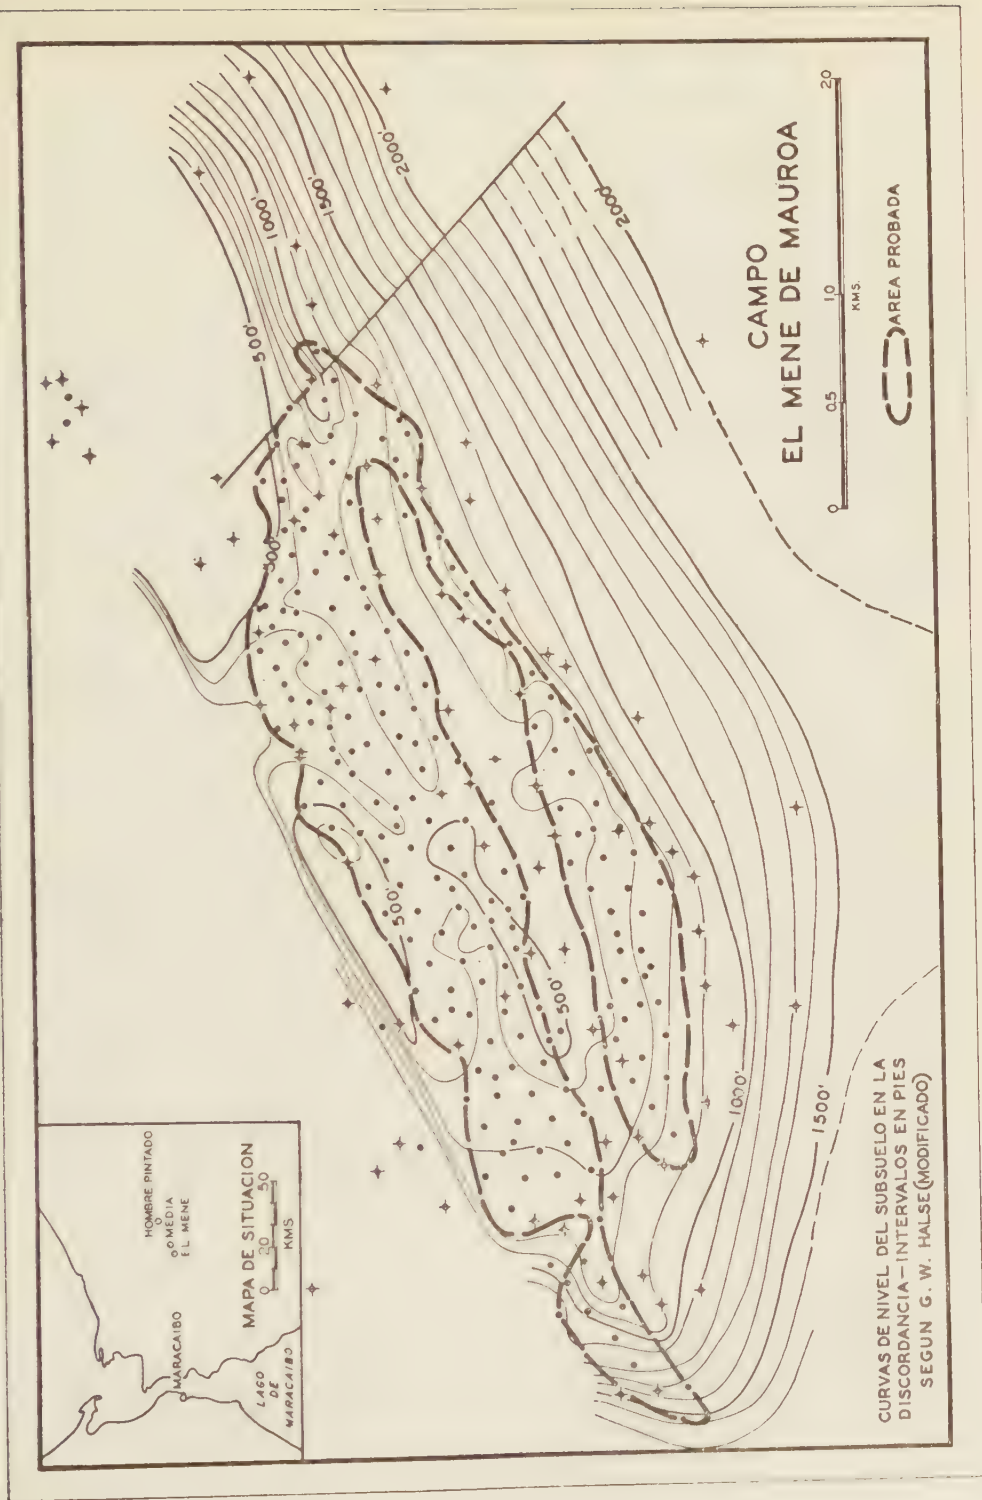 HOMBRE PINTADO
MEDIA
EL MENE
MARACAIBO
LAGO
DE
MARACAIBO
MAPA DE SITUACION
0 20 50
KMS
500'
1000'
1500'
2000'
2000'
500'
500'
500'
1000'
1500'
CAMPO
EL MENE DE MAUROA
0 0.5 1.0 2.0
KMS.
AREA PROBADA
CURVAS DE NIVEL DEL SUBSUELO EN LA
DISCORDANCIA-INTERVALOS EN PIES
SEGUN G. W. HALSE (MODIFICADO)